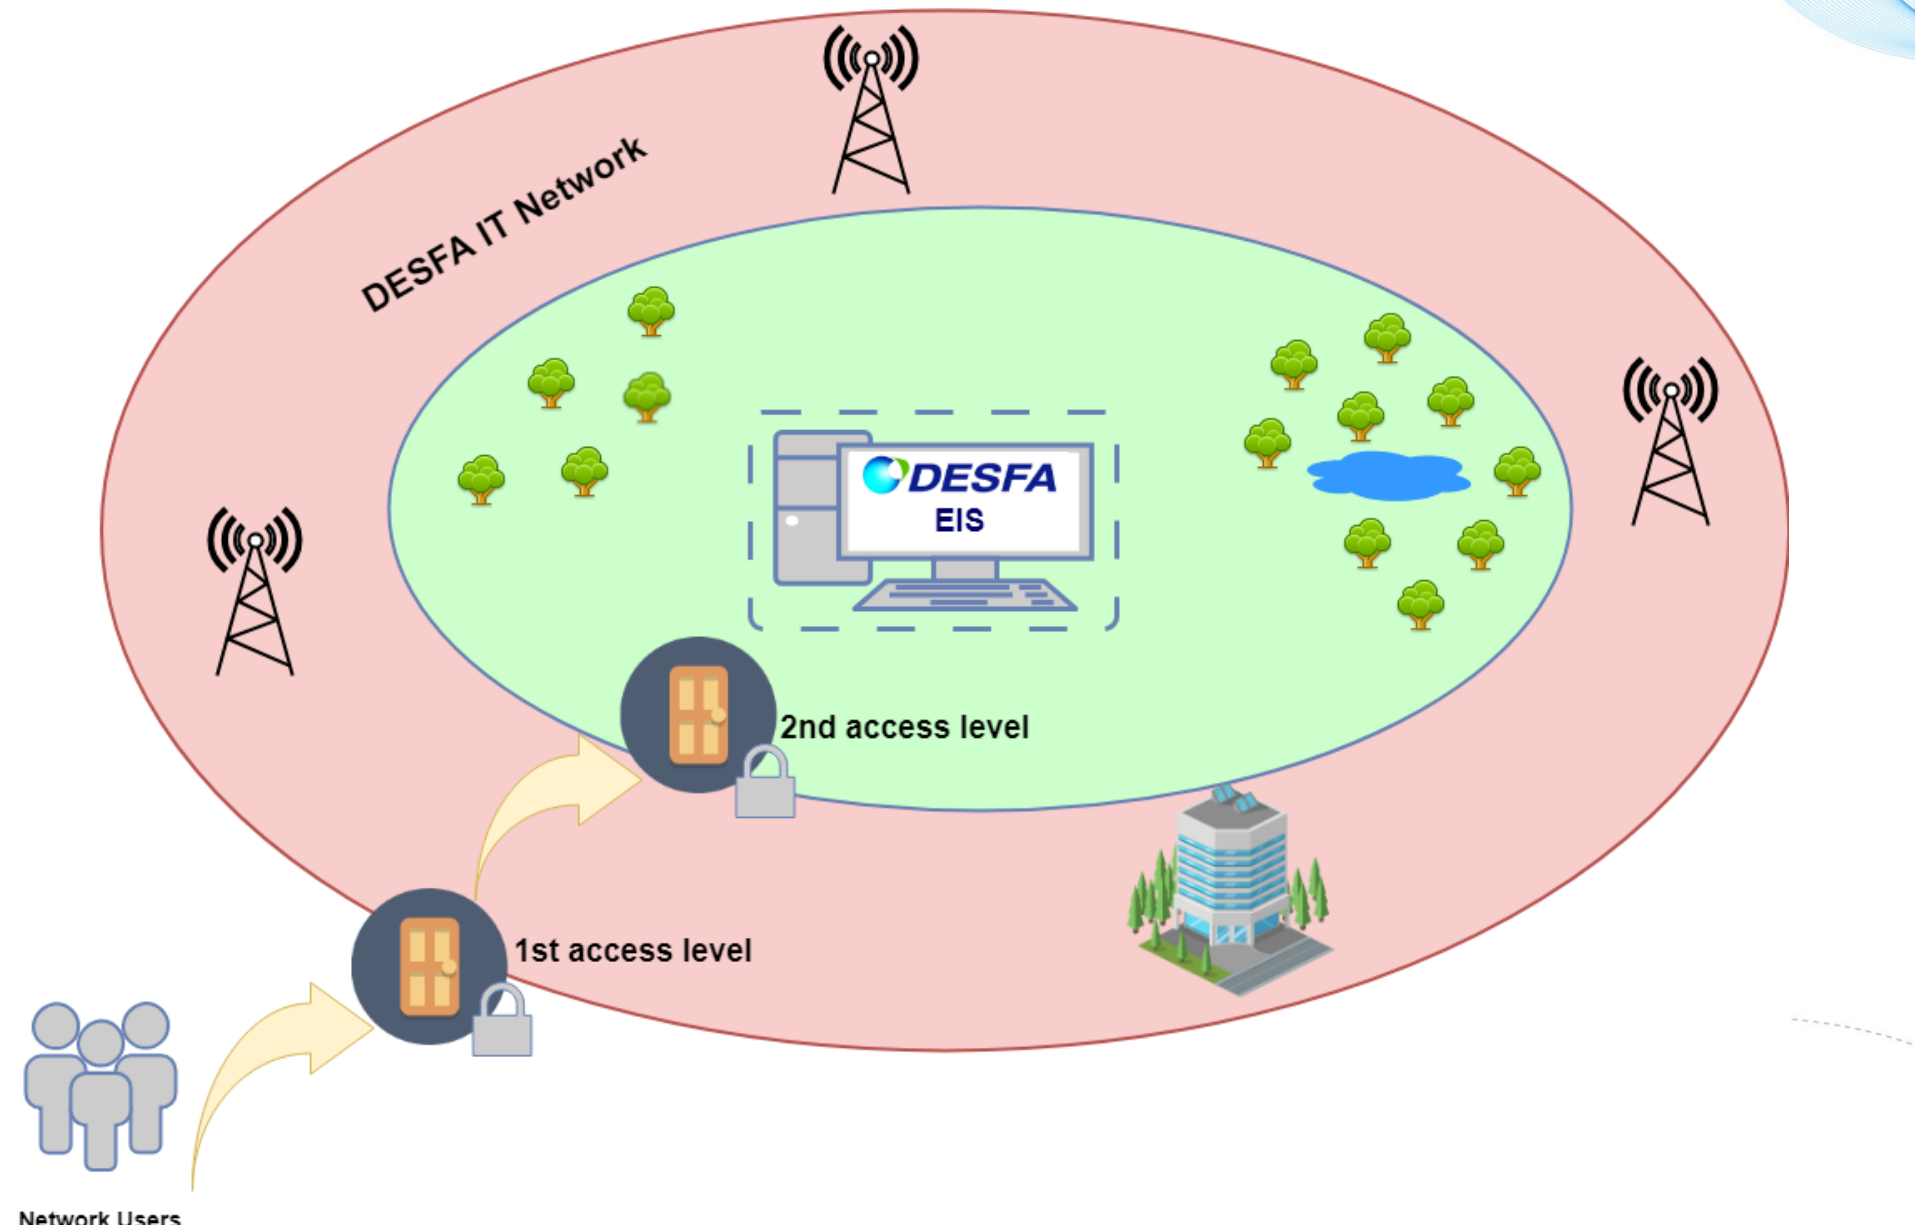 DESFA IT Network
DESFA
EIS
2nd access level
1st access level
Network Users